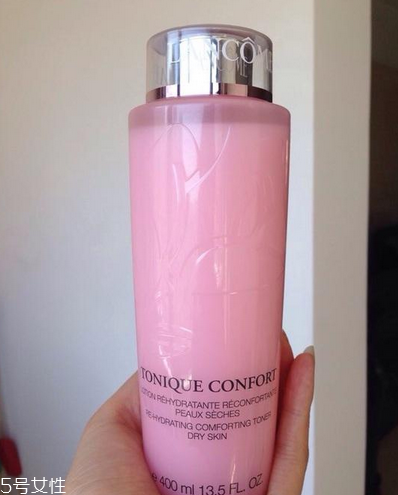 LANCÔME
TONIQUE CONFORT
LOTION RÉHYDRATANTE RÉCONFORTANTE
PEAUX SÈCHES
RE-HYDRATING COMFORTING TONER
DRY SKIN
e 400 ml 13.5 FL. OZ
5号女性